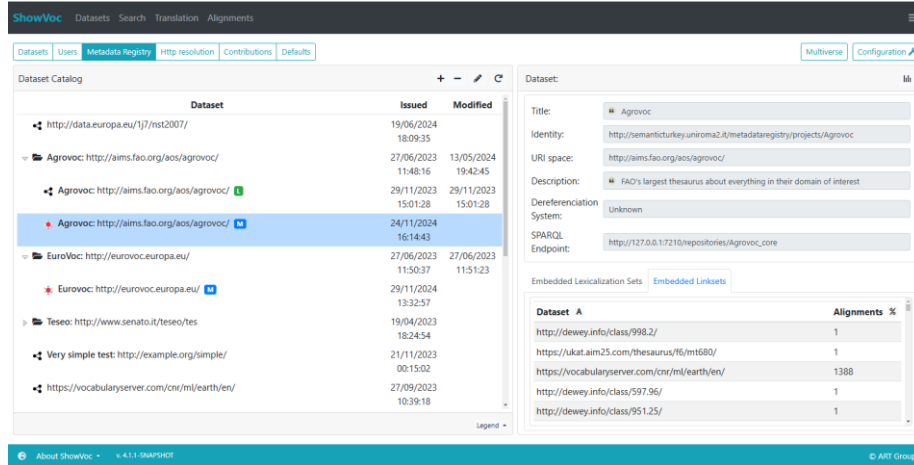 ShowVoc Datasets Search Translation Alignments
Datasets Users Metadata Registry Http resolution Contributions Defaults Multiverse Configuration
Dataset Catalog
Dataset Issued Modified
http://data.europa.eu/1j7/nst2007/ 19/06/2024
18:09:35
Agrovoc: http://aims.fao.org/aos/agrovoc/ 27/06/2023 13/05/2024
11:48:16 19:42:45
Agrovoc: http://aims.fao.org/aos/agrovoc/ L 29/11/2023 29/11/2023
15:01:28 15:01:28
Agrovoc: http://aims.fao.org/aos/agrovoc/ M 24/11/2024
16:14:43
EuroVoc: http://eurovoc.europa.eu/ 27/06/2023 27/06/2023
11:50:37 11:51:23
Eurovoc: http://eurovoc.europa.eu/ M 29/11/2024
13:32:57
Teseo: http://www.senato.it/teseo/tes 19/04/2023
18:24:54
Very simple test: http://example.org/simple/ 21/11/2023
00:15:02
https://vocabularyserver.com/cnr/ml/earth/en/ 27/09/2023
10:39:18
Legend
Dataset:
Title: Agrovoc
Identity: http://semanticturkey.uniroma2.it/metadataregistry/projects/Agrovoc
URI space: http://aims.fao.org/aos/agrovoc/
Description: FAO's largest thesaurus about everything in their domain of interest
Dereferenciation
System: Unknown
SPARQL
Endpoint: http://127.0.0.1:7210/repositories/Agrovoc_core
Embedded Lexicalization Sets Embedded Linksets
Dataset A Alignments %
http://dewey.info/class/998.2/ 1
https://ukat.aim25.com/thesaurus/f6/mt680/ 1
https://vocabularyserver.com/cnr/ml/earth/en/ 1388
http://dewey.info/class/597.96/ 1
http://dewey.info/class/951.25/ 1
About ShowVoc v. 4.1.1-SNAPSHOT © ART Group